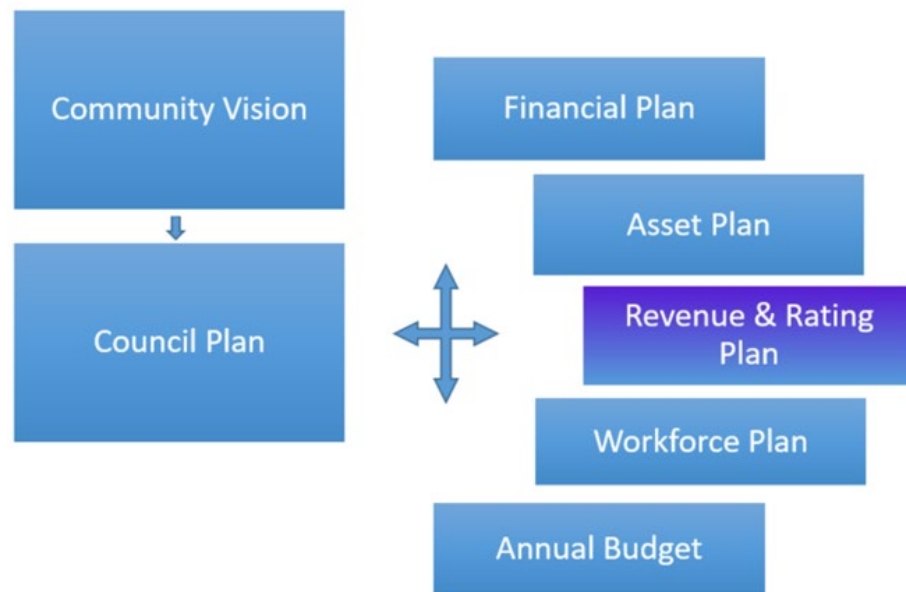 Community Vision
Council Plan
Financial Plan
Asset Plan
Revenue & Rating
Plan
Workforce Plan
Annual Budget